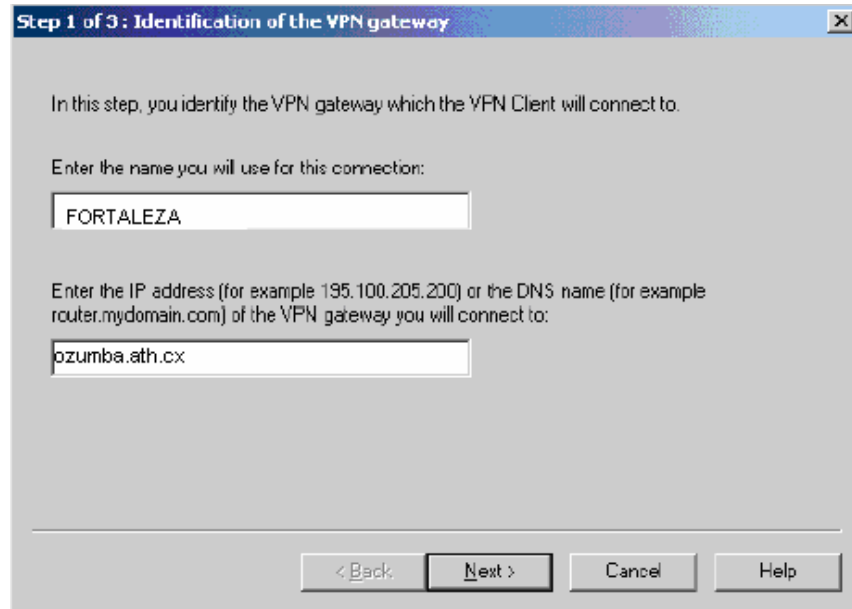 Step 1 of 3 : Identification of the VPN gateway
In this step, you identify the VPN gateway which the VPN Client will connect to.
Enter the name you will use for this connection:
FORTALEZA
Enter the IP address (for example 195.100.205.200) or the DNS name (for example
router.mydomain.com) of the VPN gateway you will connect to:
ozumba.ath.cx
< Back
Next >
Cancel
Help